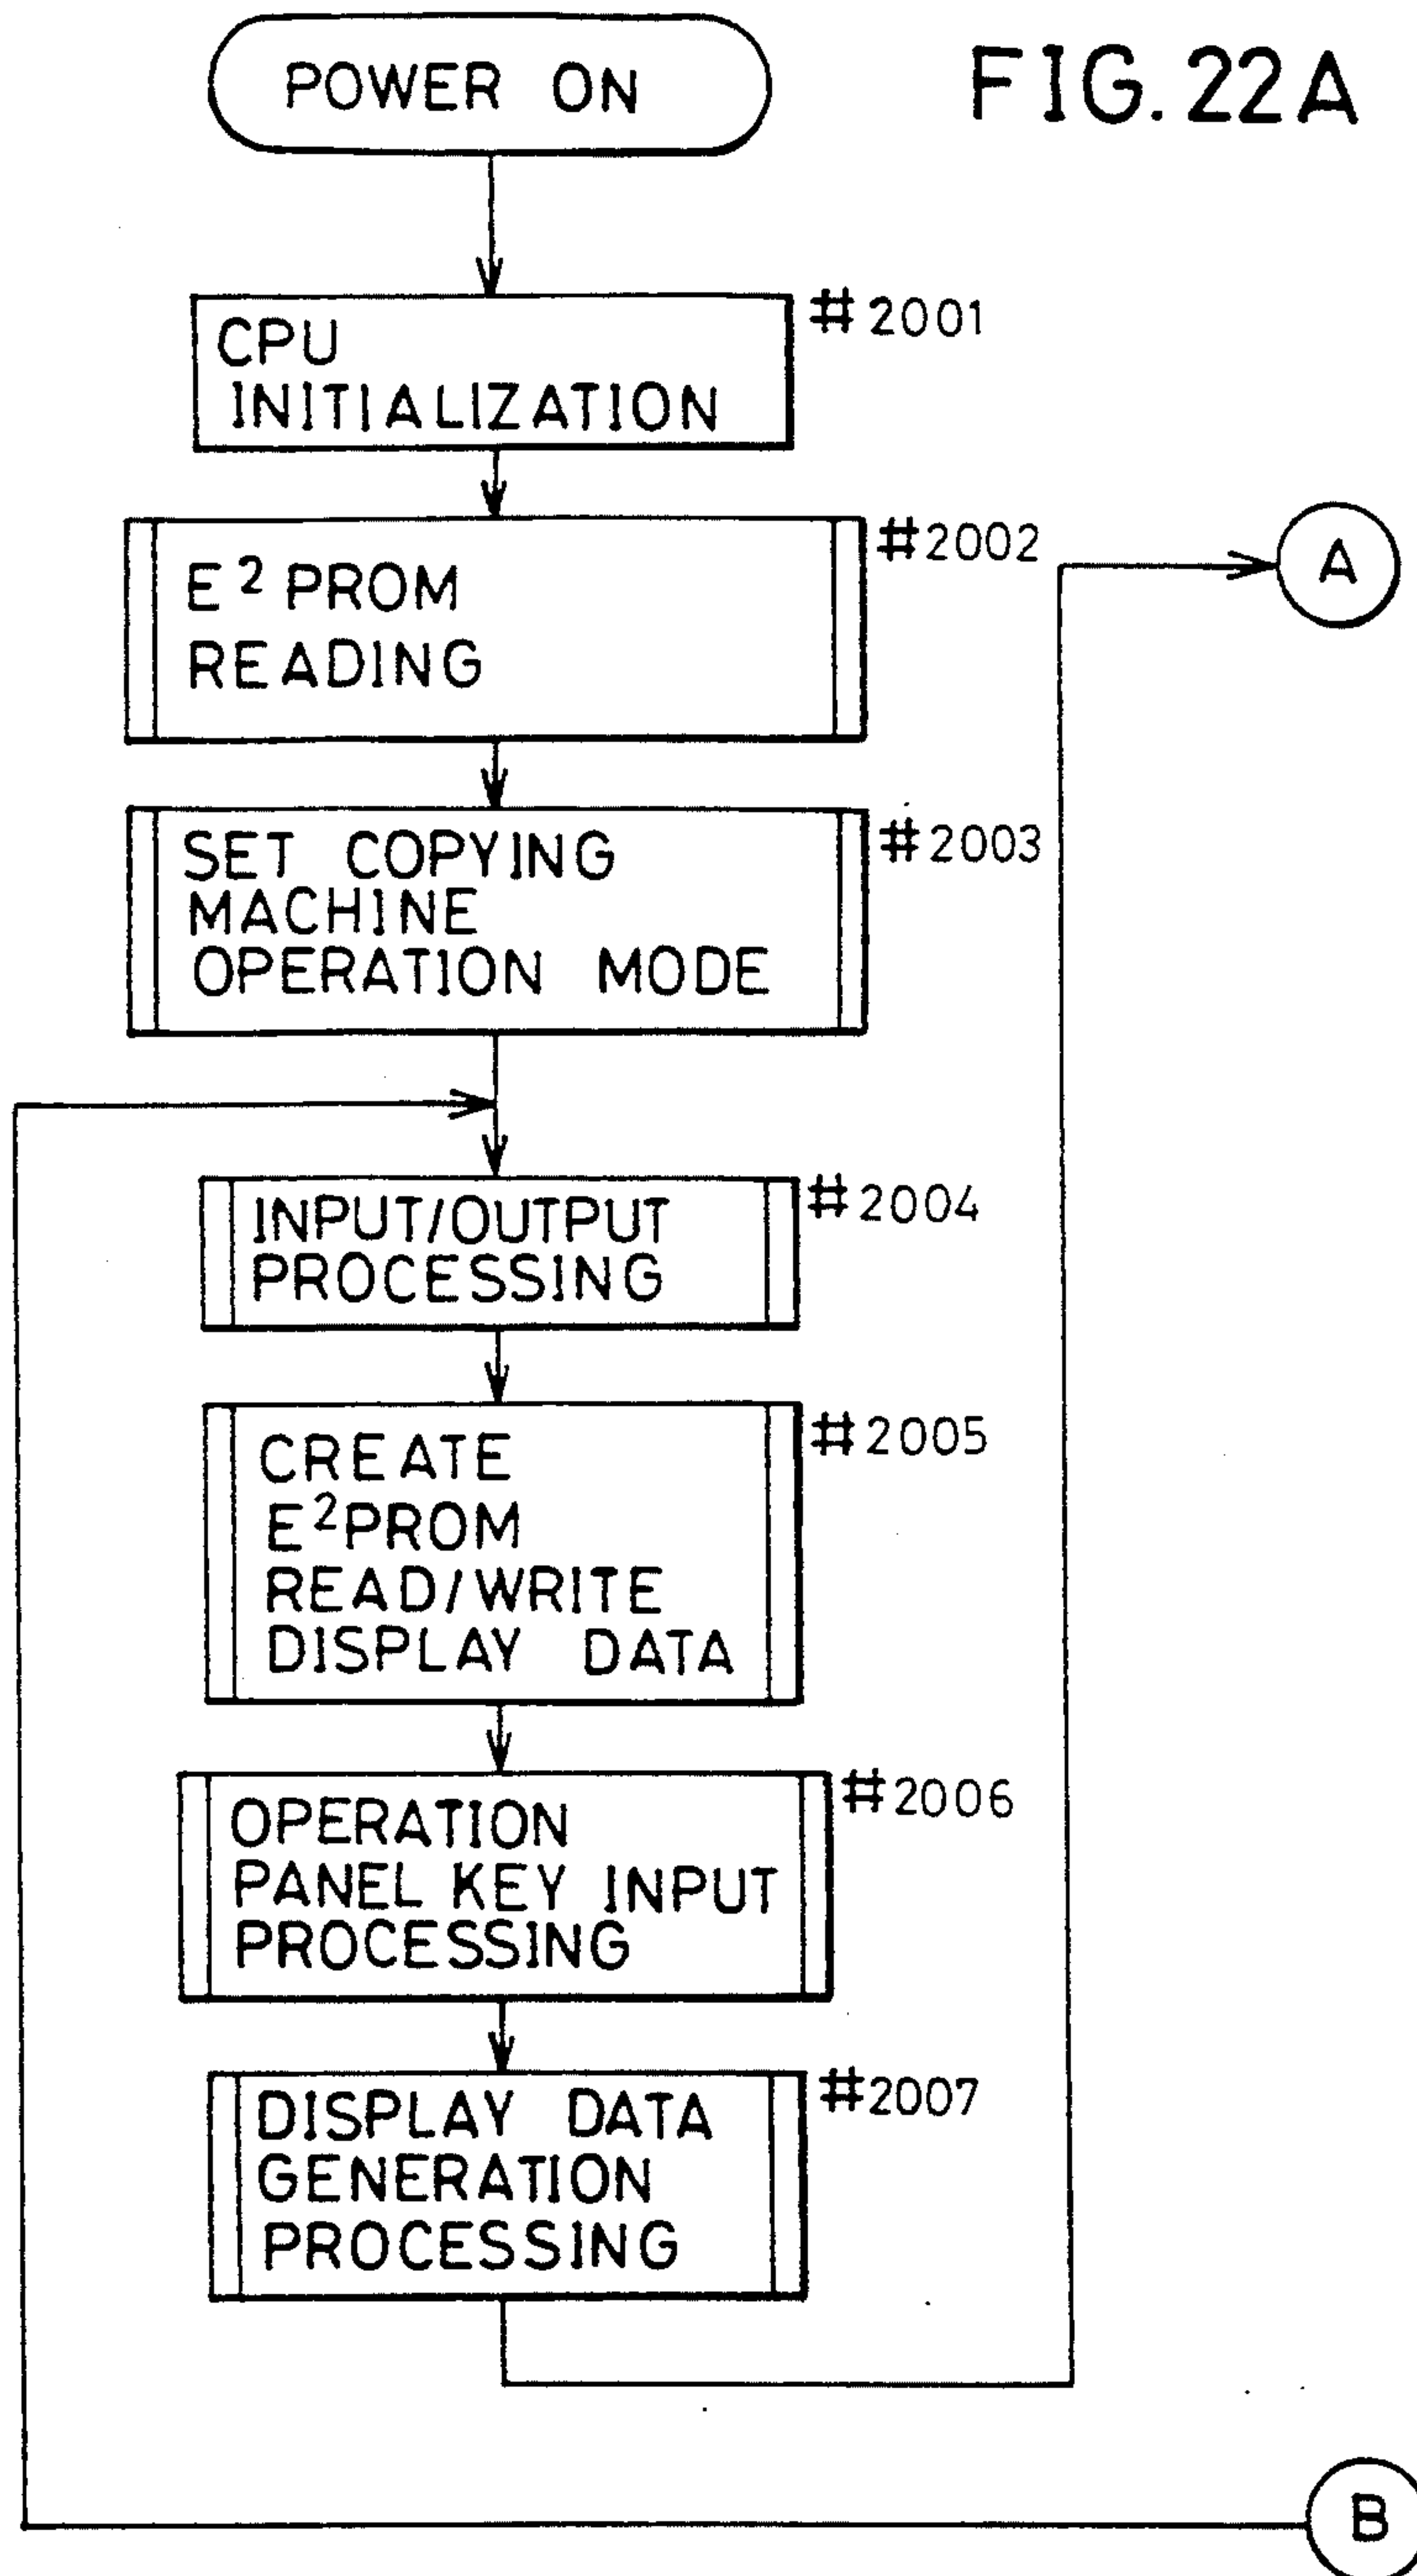 POWER ON
FIG. 22A
CPU
INITIALIZATION
#2001
E² PROM
READING
#2002
A
SET COPYING
MACHINE
OPERATION MODE
#2003
INPUT/OUTPUT
PROCESSING
#2004
CREATE
E²PROM
READ/WRITE
DISPLAY DATA
#2005
OPERATION
PANEL KEY INPUT
PROCESSING
#2006
DISPLAY DATA
GENERATION
PROCESSING
#2007
B